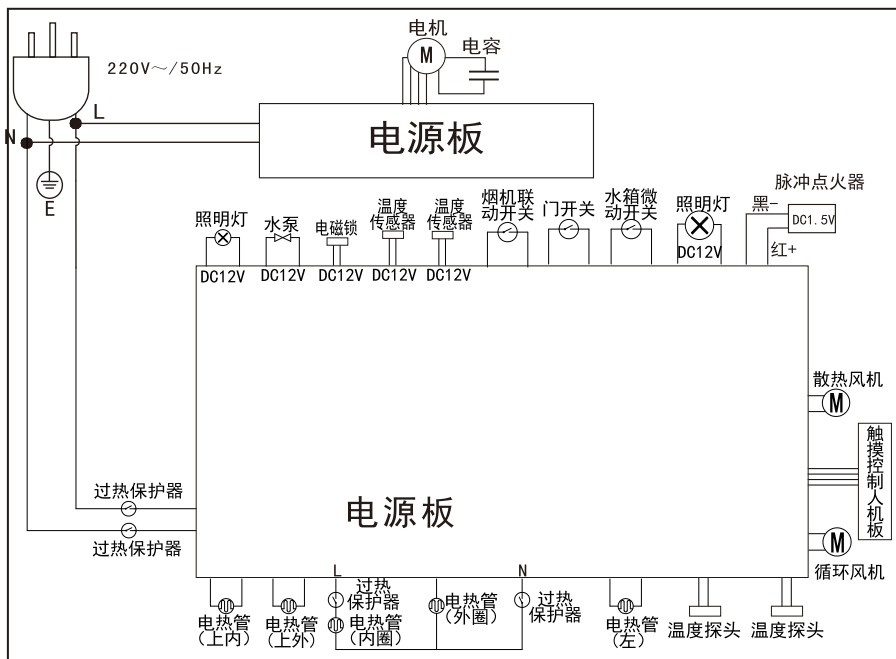 220V～/50Hz
电机
M
电容
L
N
E
电源板
照明灯
DC12V
水泵
DC12V
电磁锁
DC12V
温度
传感器
DC12V
温度
传感器
DC12V
烟机联
动开关
门开关
水箱微
动开关
照明灯
DC12V
脉冲点火器
黑-
DC1.5V
红+
散热风机
M
触摸控制人机板
M
循环风机
过热保护器
过热保护器
电源板
L
N
电热管
(上内)
电热管
(上外)
过热
保护器
电热管
(内圈)
电热管
(外圈)
过热
保护器
电热管
(左)
温度探头
温度探头